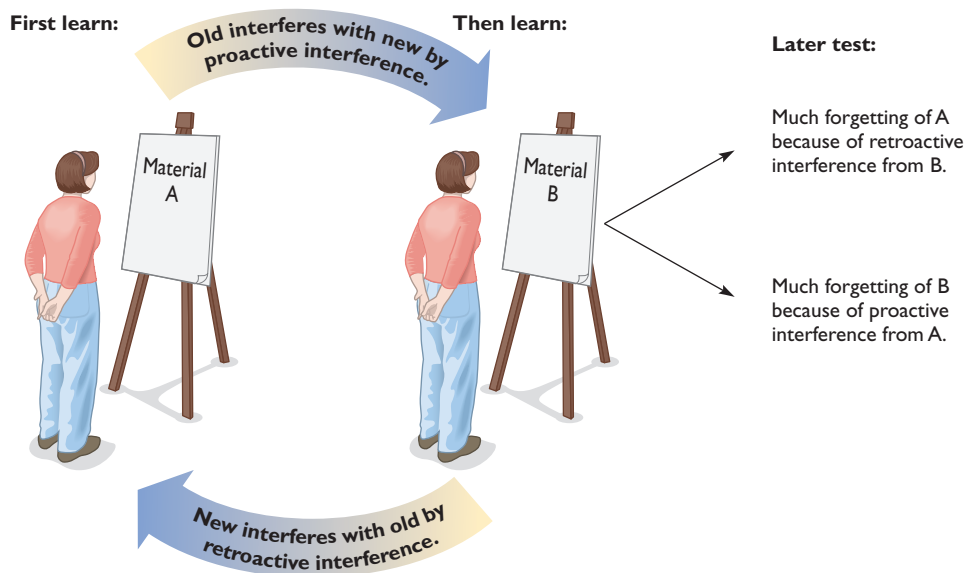 First learn:
Old interferes with new by
proactive interference.
Then learn:
Later test:
Material
A
Material
B
Much forgetting of A
because of retroactive
interference from B.
Much forgetting of B
because of proactive
interference from A.
New interferes with old by
retroactive interference.